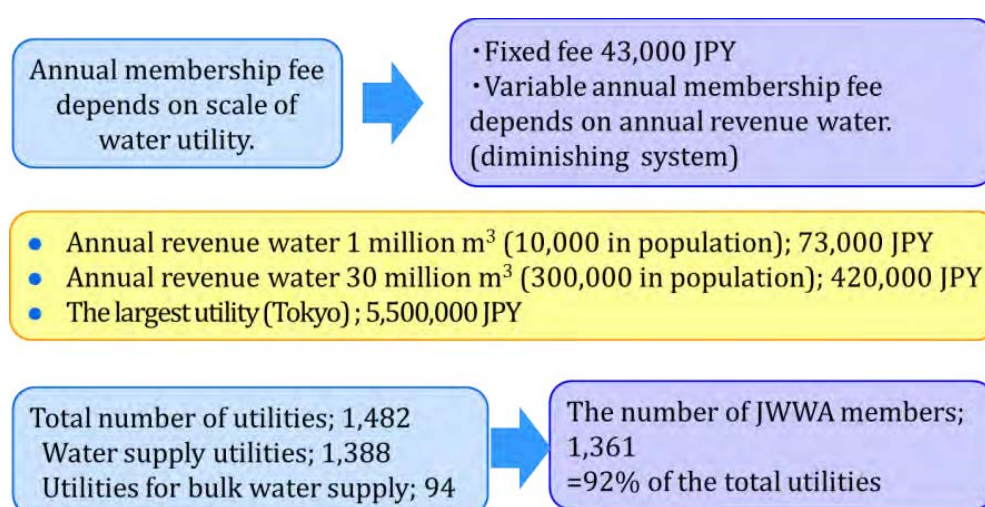 Annual membership fee
depends on scale of
water utility.
・Fixed fee 43,000 JPY
・Variable annual membership fee
depends on annual revenue water.
(diminishing system)
● Annual revenue water 1 million m³ (10,000 in population); 73,000 JPY
● Annual revenue water 30 million m³ (300,000 in population); 420,000 JPY
● The largest utility (Tokyo) ; 5,500,000 JPY
Total number of utilities; 1,482
Water supply utilities; 1,388
Utilities for bulk water supply; 94
The number of JWWA members;
1,361
=92% of the total utilities